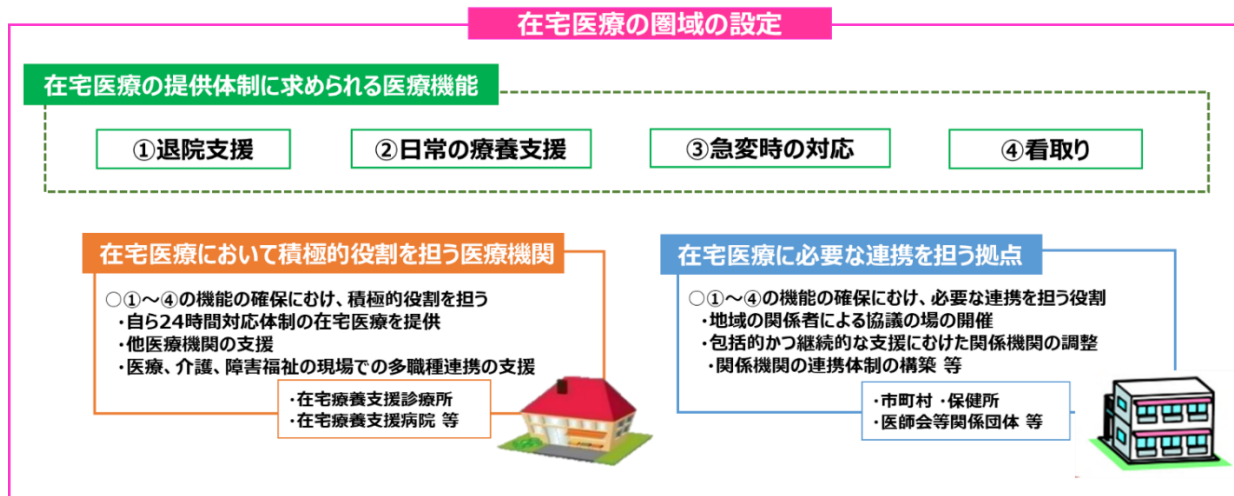 在宅医療の圏域の設定
在宅医療の提供体制に求められる医療機能
①退院支援
②日常の療養支援
③急変時の対応
④看取り
在宅医療において積極的役割を担う医療機関
○①～④の機能の確保にむけ、積極的役割を担う
・自ら24時間対応体制の在宅医療を提供
・他医療機関の支援
・医療、介護、障害福祉の現場での多職種連携の支援
・在宅療養支援診療所
・在宅療養支援病院 等
在宅医療に必要な連携を担う拠点
○①～④の機能の確保にむけ、必要な連携を担う役割
・地域の関係者による協議の場の開催
・包括的かつ継続的な支援にむけた関係機関の調整
・関係機関の連携体制の構築 等
・市町村 ・保健所
・医師会等関係団体 等